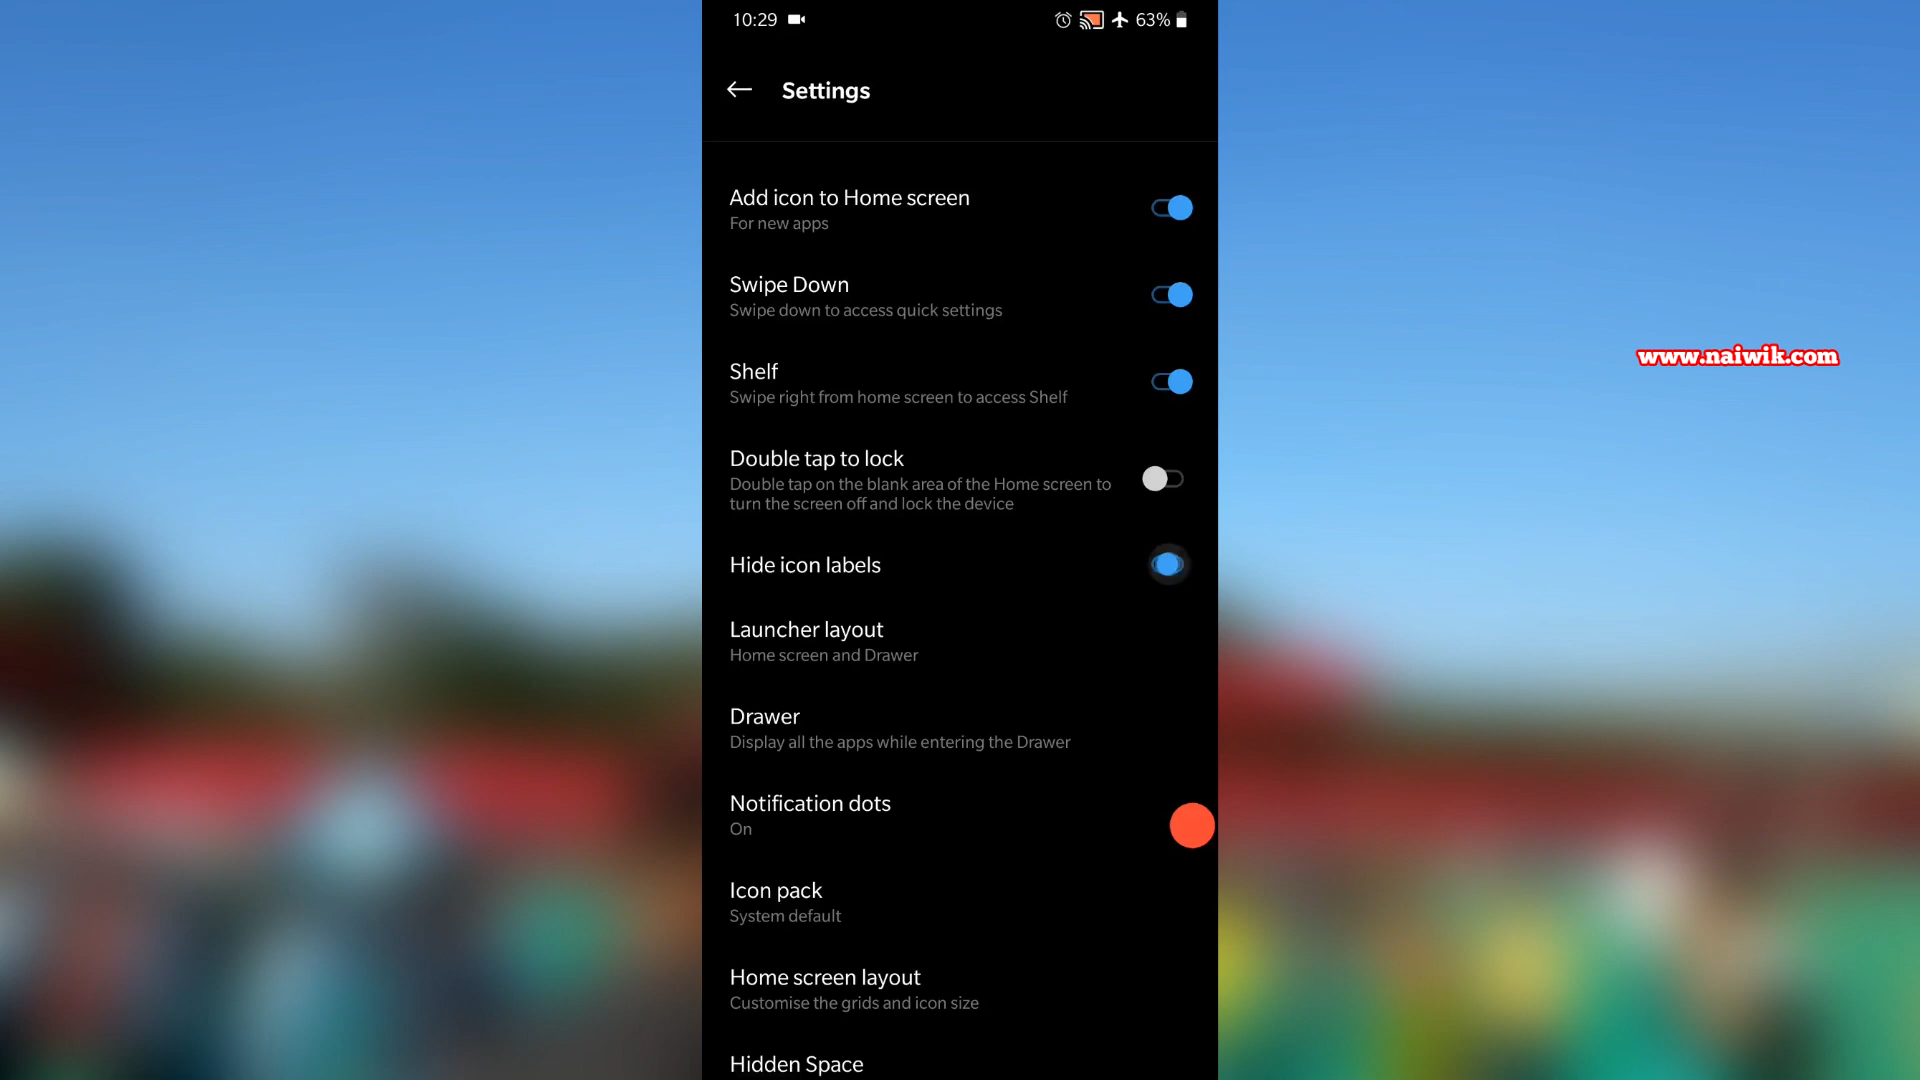 10:29
63%
Settings
Add icon to Home screen
For new apps
Swipe Down
Swipe down to access quick settings
www.naiwik.com
Shelf
Swipe right from home screen to access Shelf
Double tap to lock
Double tap on the blank area of the Home screen to
turn the screen off and lock the device
Hide icon labels
Launcher layout
Home screen and Drawer
Drawer
Display all the apps while entering the Drawer
Notification dots
On
Icon pack
System default
Home screen layout
Customise the grids and icon size
Hidden Space